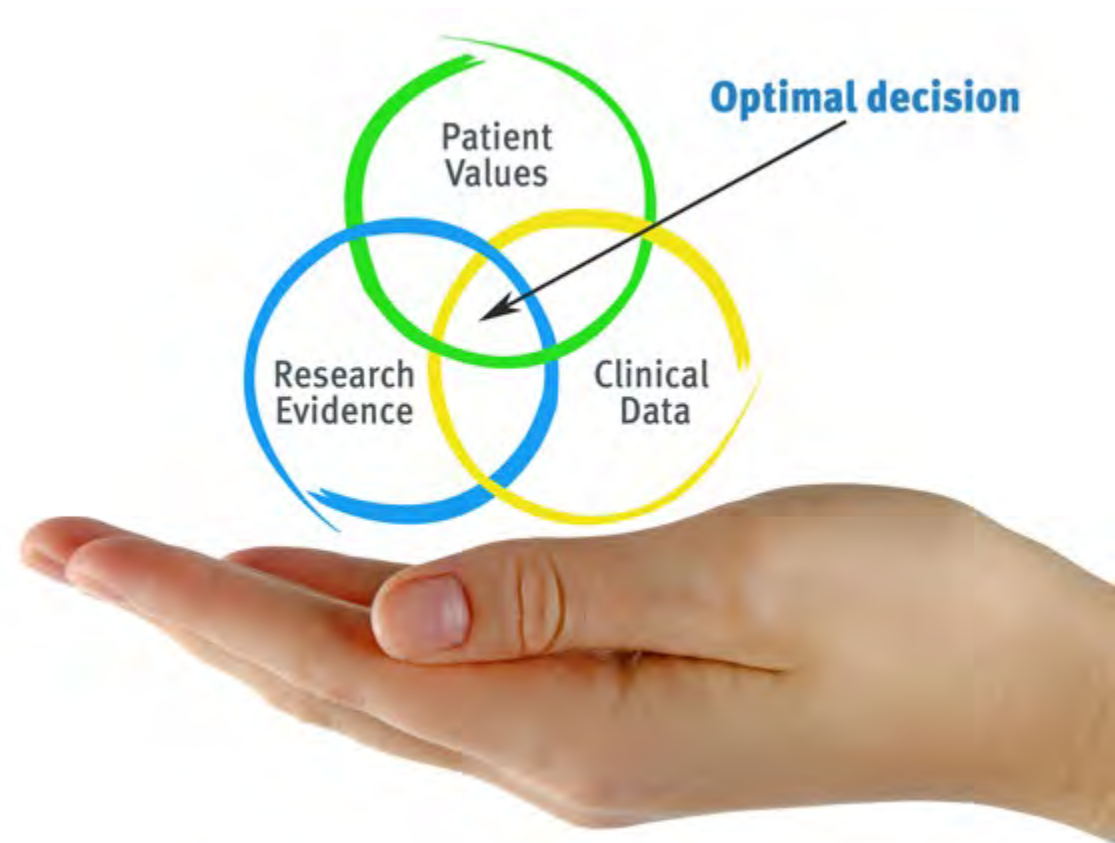 Optimal decision
Patient
Values
Research
Evidence
Clinical
Data